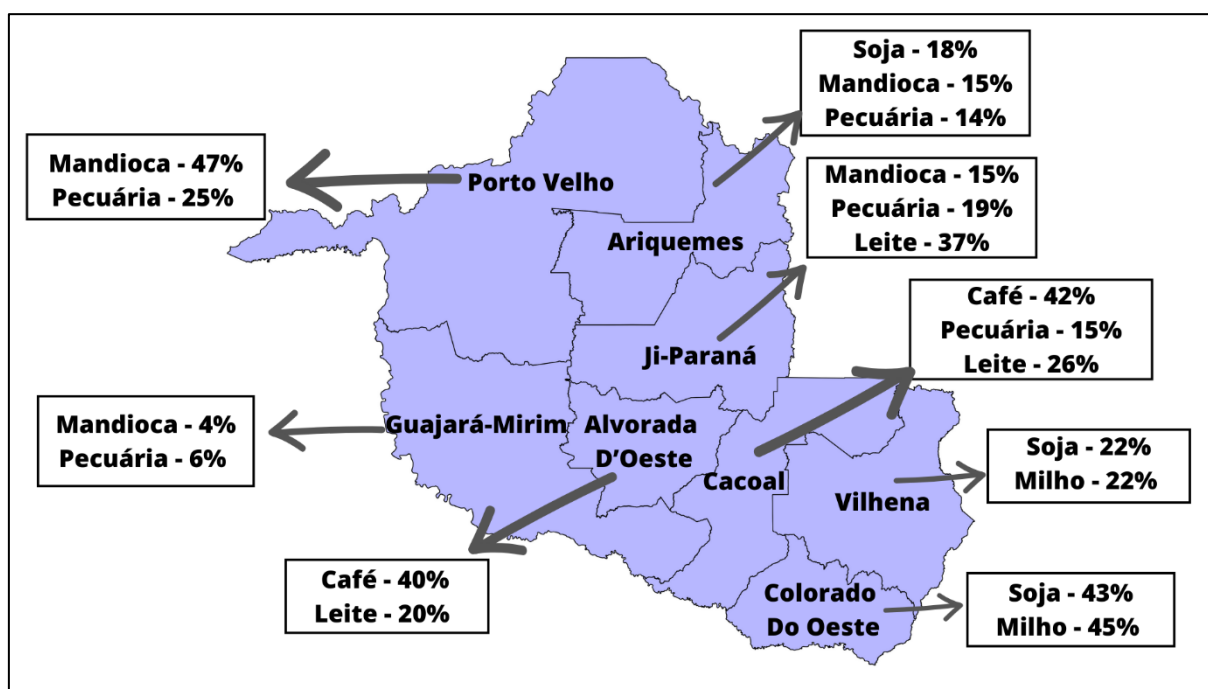 Soja - 18%
Mandioca - 15%
Pecuária - 14%
Mandioca - 47%
Pecuária - 25%
Porto Velho
Mandioca - 15%
Pecuária - 19%
Leite - 37%
Ariquemes
Café - 42%
Pecuária - 15%
Leite - 26%
Ji-Paraná
Mandioca - 4%
Pecuária - 6%
Guajará-Mirim
Alvorada
D'Oeste
Cacoal
Vilhena
Soja - 22%
Milho - 22%
Café - 40%
Leite - 20%
Colorado
Do Oeste
Soja - 43%
Milho - 45%